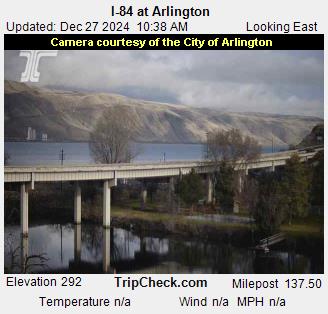 I-84 at Arlington
Updated: Dec 27 2024 10:38 AM Looking East
Camera courtesy of the City of Arlington
Elevation 292 TripCheck.com Milepost 137.50
Temperature n/a Wind n/a MPH n/a